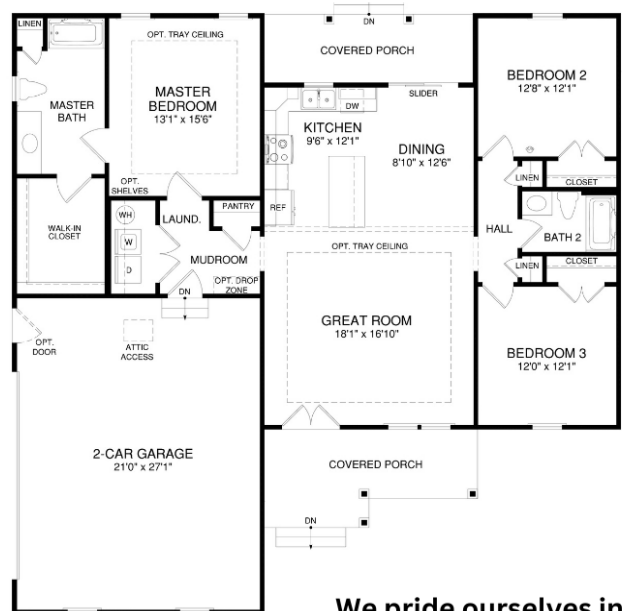 LINEN
MASTER
BATH
OPT. TRAY CEILING
MASTER
BEDROOM
13'1" x 15'6"
OPT.
SHELVES
DN
COVERED PORCH
SLIDER
DW
KITCHEN
9'6" x 12'1"
DINING
8'10" x 12'6"
REF
BEDROOM 2
12'8" x 12'1"
LINEN
CLOSET
HALL
BATH 2
LINEN
CLOSET
BEDROOM 3
12'0" x 12'1"
WALK-IN
CLOSET
WH
W
D
LAUND.
PANTRY
MUDROOM
OPT. DROP
ZONE
DN
OPT. TRAY CEILING
GREAT ROOM
18'1" x 16'10"
OPT.
DOOR
ATTIC
ACCESS
2-CAR GARAGE
21'0" x 27'1"
COVERED PORCH
DN
We pride ourselves in